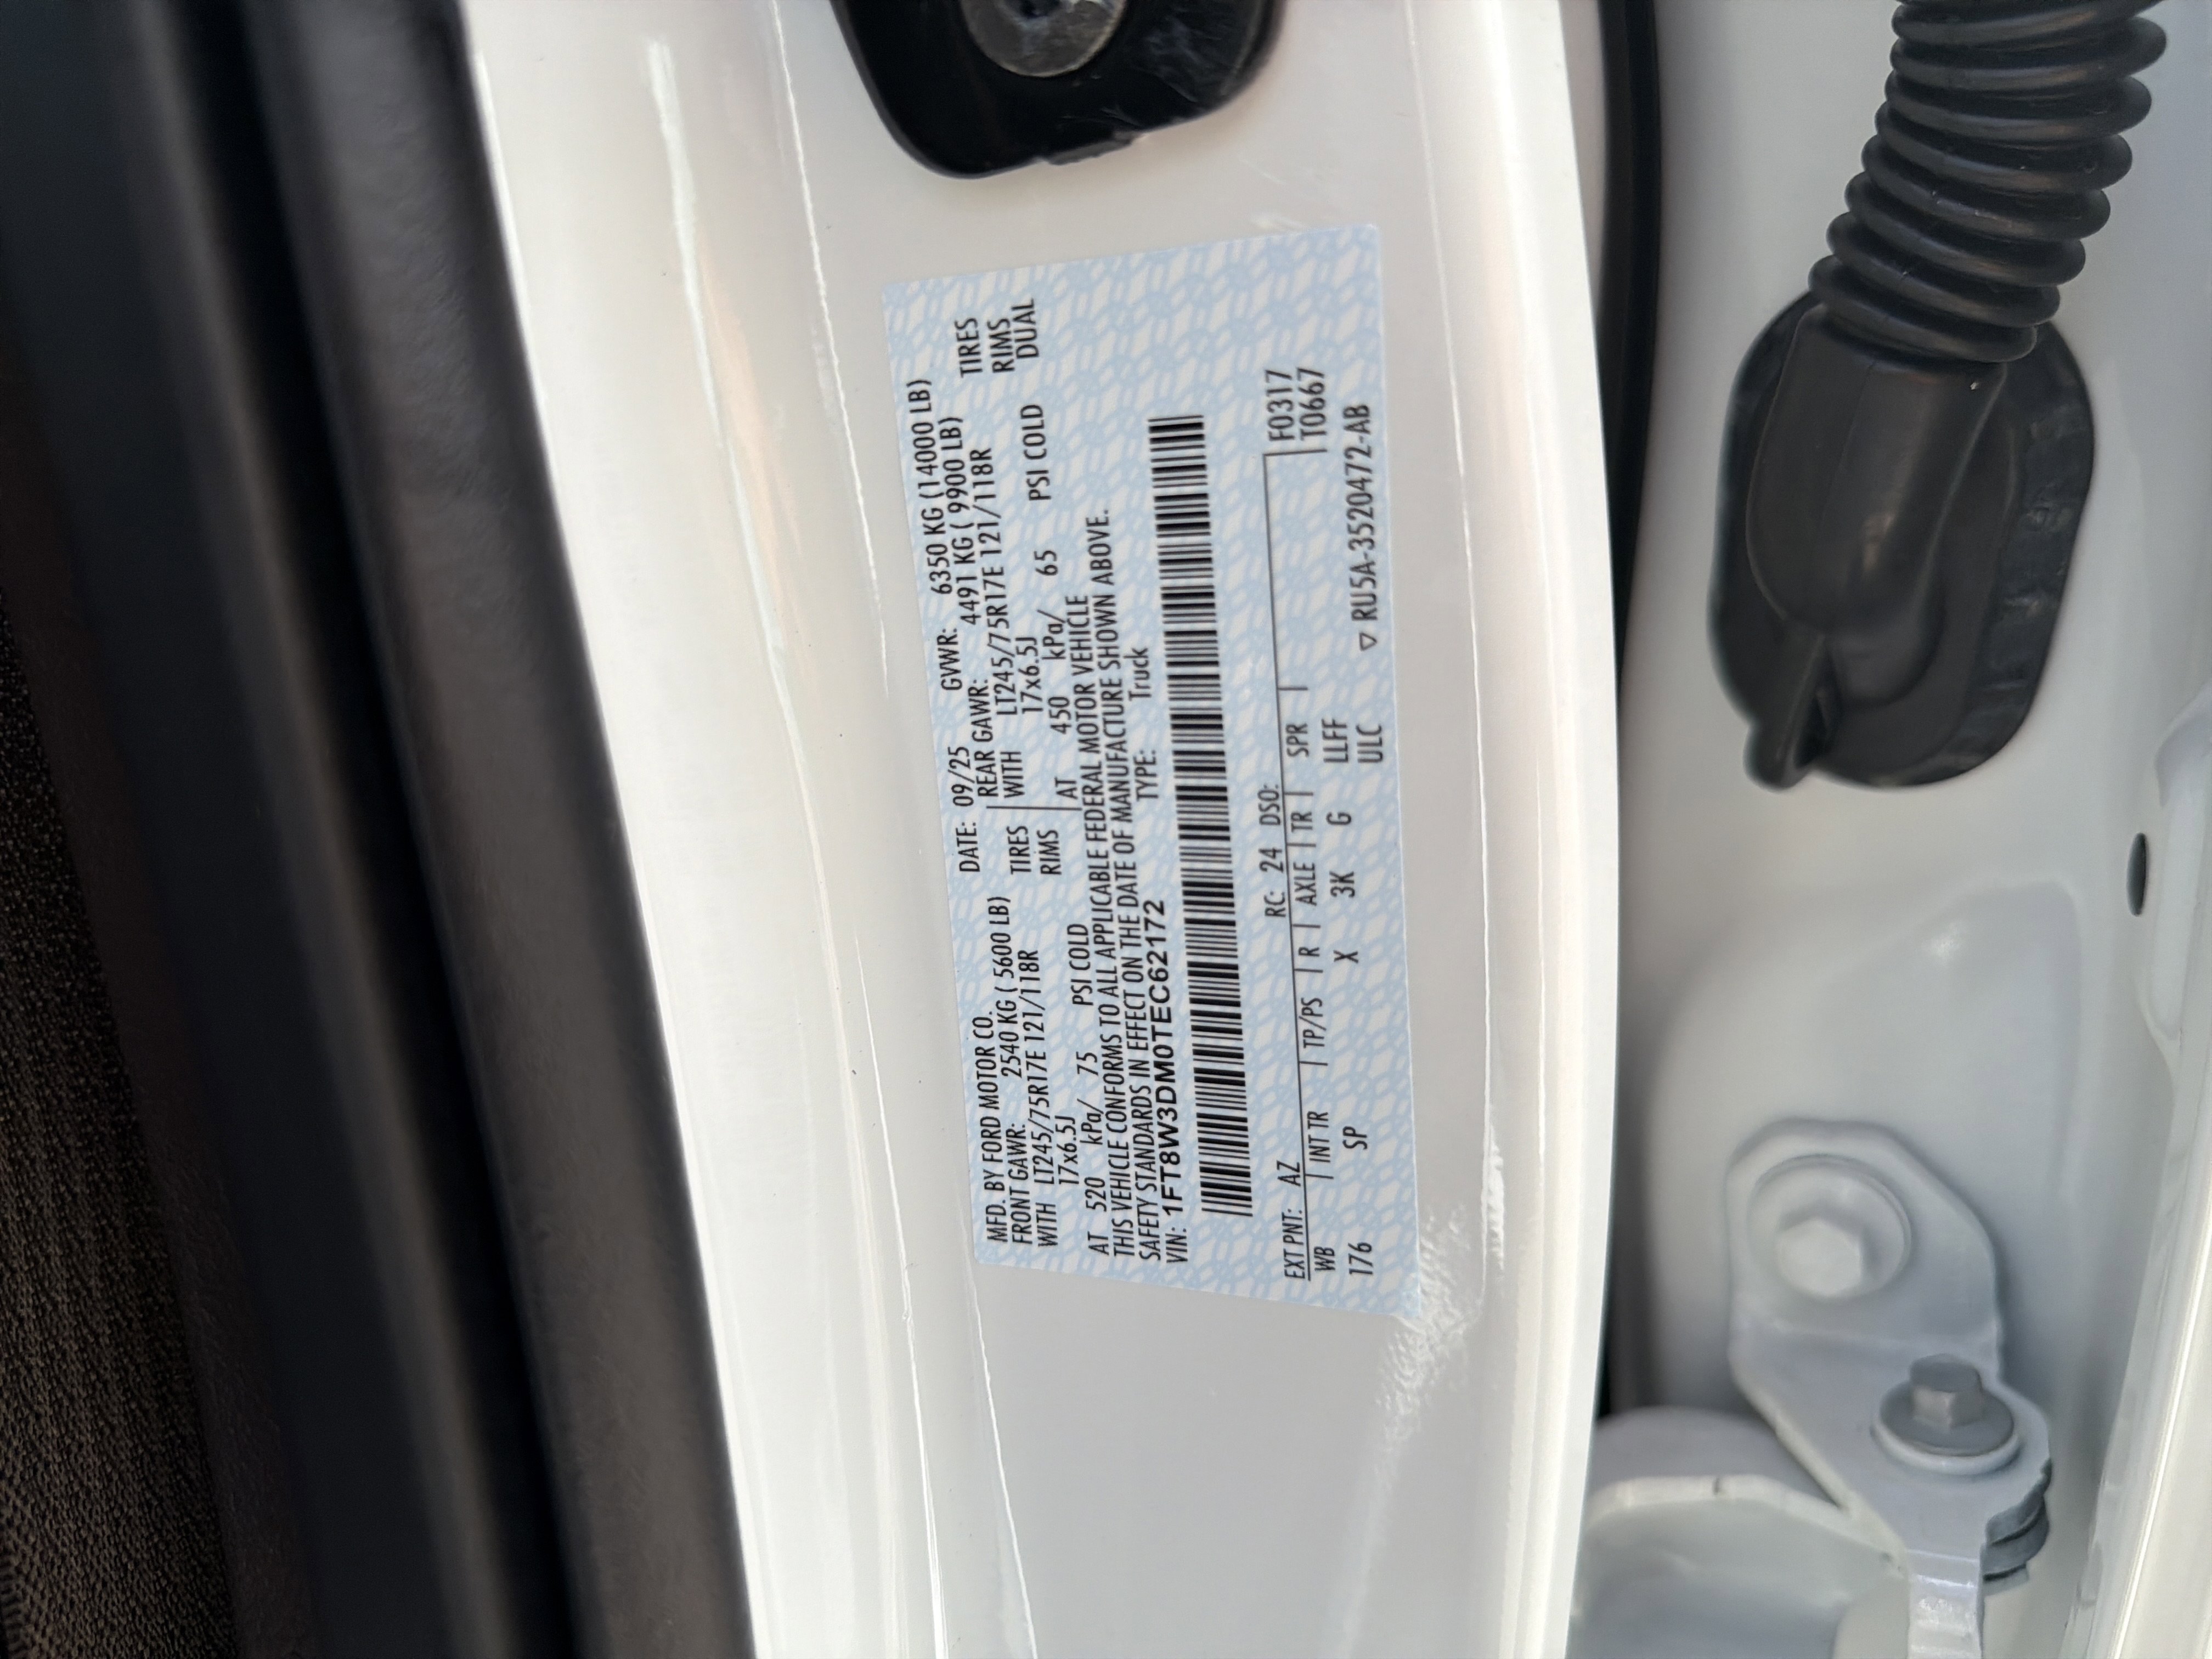 MFD. BY FORD MOTOR CO. DATE: 09/25 GVWR: 6350 KG (14000 LB)
FRONT GAWR: 2540 KG ( 5600 LB) REAR GAWR: 4491 KG ( 9900 LB)
WITH LT245/75R17E 121/118R TIRES WITH LT245/75R17E 121/118R TIRES
17x6.5J RIMS 17x6.5J RIMS
AT 520 kPa/ 75 PSI COLD AT 450 kPa/ 65 PSI COLD DUAL
THIS VEHICLE CONFORMS TO ALL APPLICABLE FEDERAL MOTOR VEHICLE
SAFETY STANDARDS IN EFFECT ON THE DATE OF MANUFACTURE SHOWN ABOVE.
VIN: 1FT8W3DM0TEC62172 TYPE: Truck
EXT PNT: AZ RC: 24 DSO: F0317
WB | INT TR | TP/PS | R | AXLE | TR | SPR | T0667
176 SP X 3K G LLFF
ULC ▽ RU5A-3520472-AB